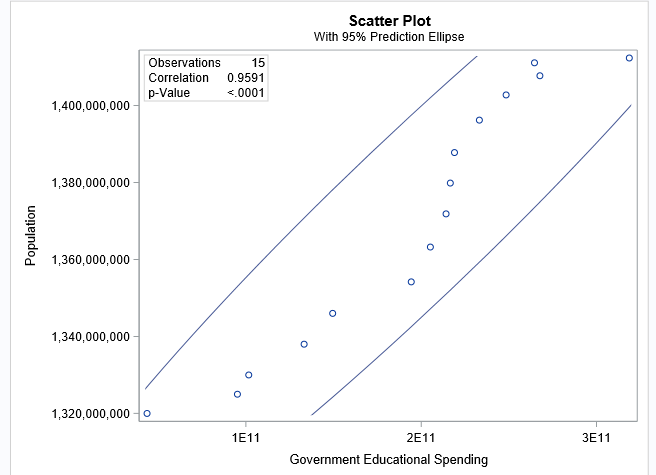 Scatter Plot
With 95% Prediction Ellipse
Observations 15
Correlation 0.9591
p-Value <.0001
1,400,000,000
1,380,000,000
1,360,000,000
1,340,000,000
1,320,000,000
Population
1E11 2E11 3E11
Government Educational Spending